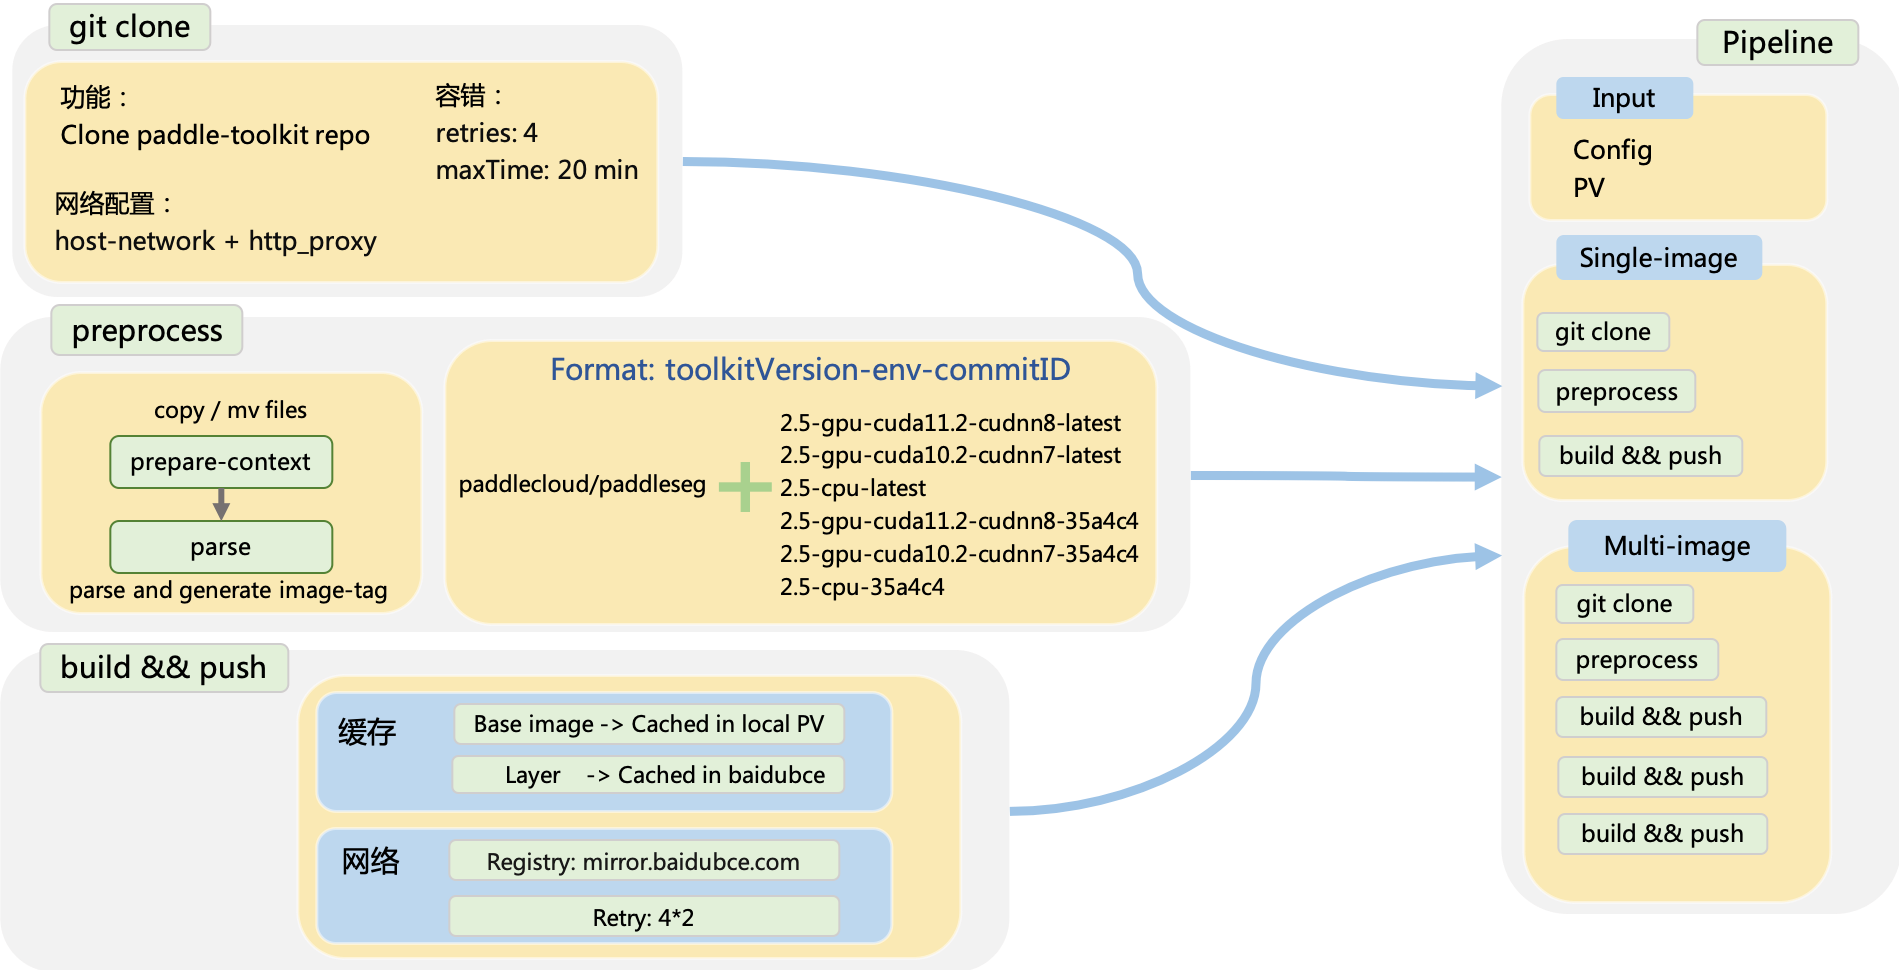 git clone
功能：
Clone paddle-toolkit repo
网络配置：
host-network + http_proxy
容错：
retries: 4
maxTime: 20 min
preprocess
copy / mv files
prepare-context
parse
parse and generate image-tag
Format: toolkitVersion-env-commitID
paddlecloud/paddleseg
2.5-gpu-cuda11.2-cudnn8-latest
2.5-gpu-cuda10.2-cudnn7-latest
2.5-cpu-latest
2.5-gpu-cuda11.2-cudnn8-35a4c4
2.5-gpu-cuda10.2-cudnn7-35a4c4
2.5-cpu-35a4c4
build && push
缓存
Base image -> Cached in local PV
Layer -> Cached in baidubce
网络
Registry: mirror.baidubce.com
Retry: 4*2
Pipeline
Input
Config
PV
Single-image
git clone
preprocess
build && push
Multi-image
git clone
preprocess
build && push
build && push
build && push